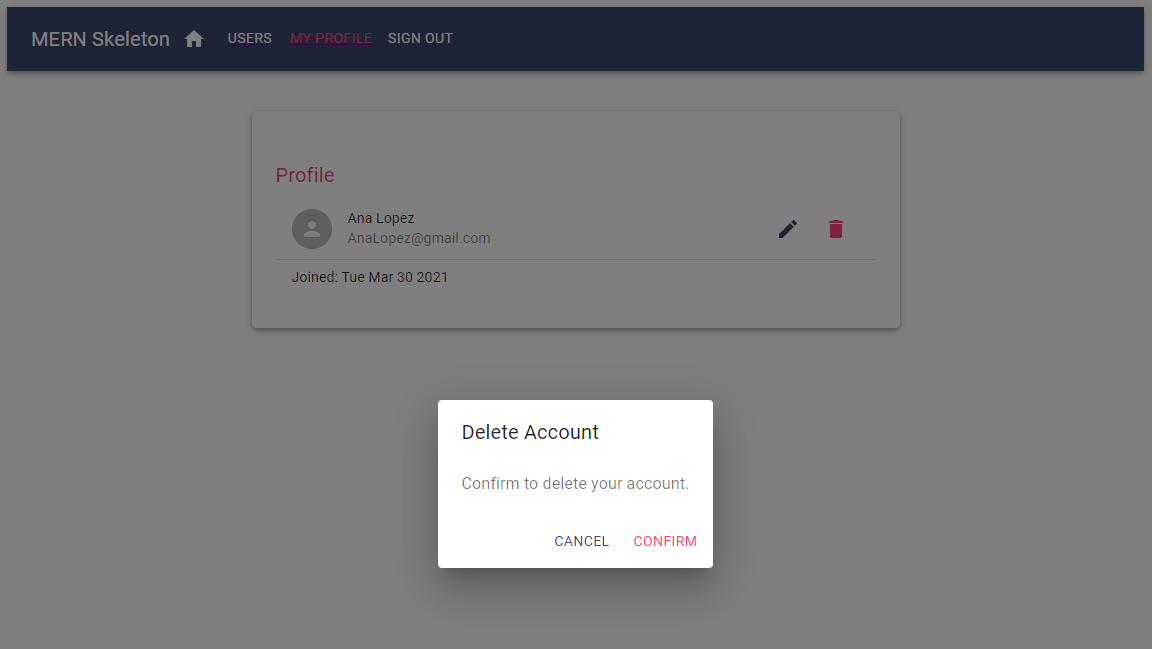 MERN Skeleton USERS MY PROFILE SIGN OUT
Profile
Ana Lopez
AnaLopez@gmail.com
Joined: Tue Mar 30 2021
Delete Account
Confirm to delete your account.
CANCEL CONFIRM